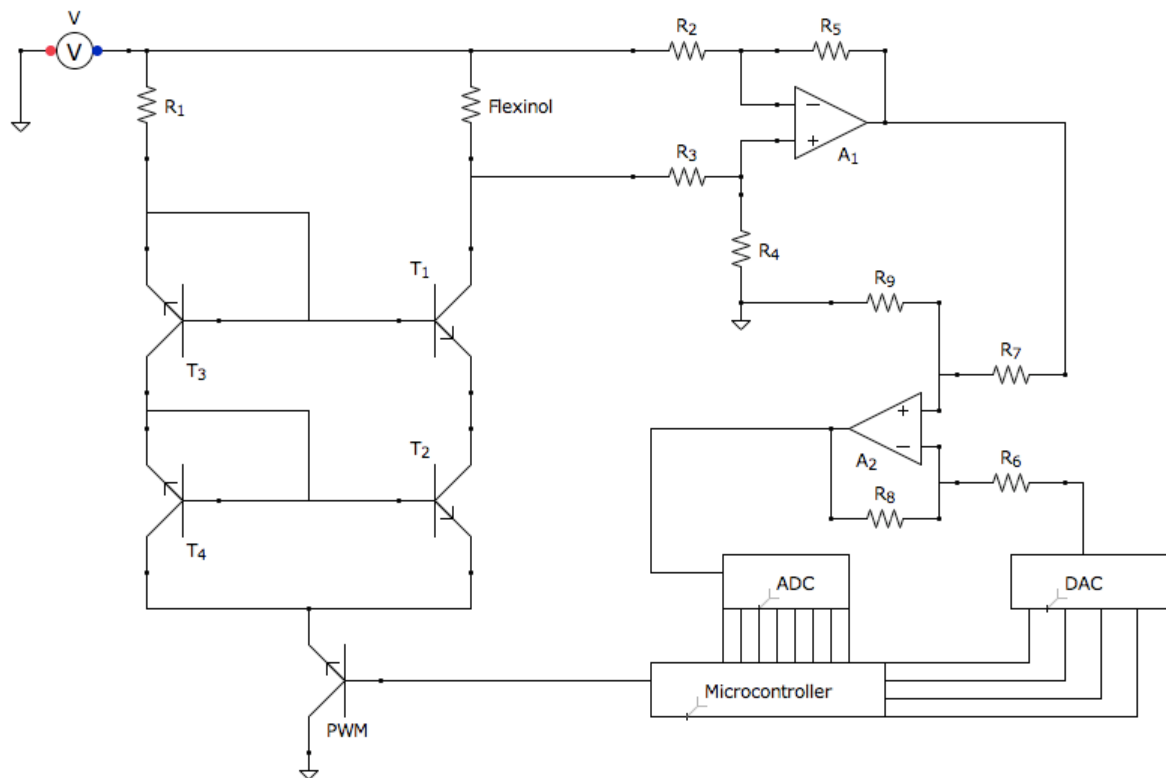 V
V
R2
R5
R1
Flexinol
−
+
A1
R3
R4
R9
T1
T3
R7
+
−
A2
R6
T2
R8
T4
ADC
DAC
Microcontroller
PWM